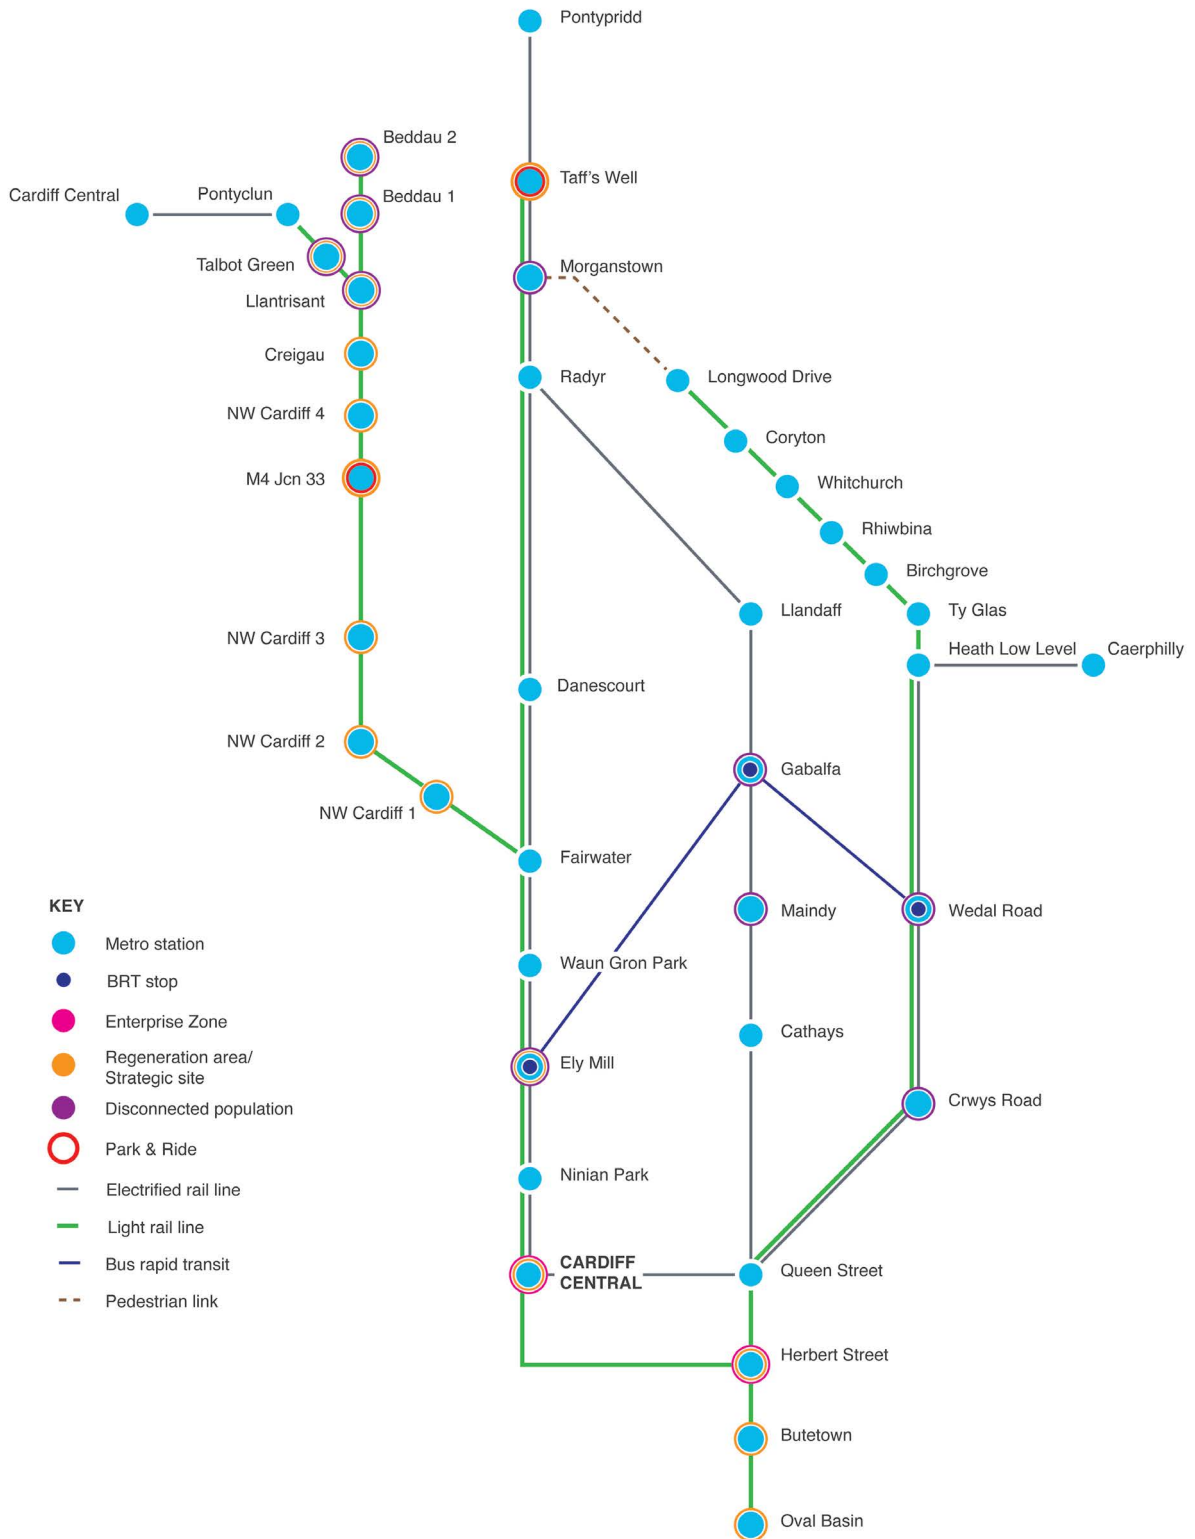 Pontypridd
Beddau 2
Taff's Well
Cardiff Central
Pontyclun
Beddau 1
Talbot Green
Morganstown
Llantrisant
Creigau
Radyr
Longwood Drive
NW Cardiff 4
Coryton
M4 Jcn 33
Whitchurch
Rhiwbina
Birchgrove
Llandaff
Ty Glas
NW Cardiff 3
Heath Low Level
Caerphilly
Danescourt
NW Cardiff 2
Gabalfa
NW Cardiff 1
Fairwater
Maindy
Wedal Road
Waun Gron Park
Cathays
Ely Mill
Crwys Road
Ninian Park
CARDIFF
CENTRAL
Queen Street
Herbert Street
Butetown
Oval Basin
KEY
Metro station
BRT stop
Enterprise Zone
Regeneration area/
Strategic site
Disconnected population
Park & Ride
Electrified rail line
Light rail line
Bus rapid transit
Pedestrian link